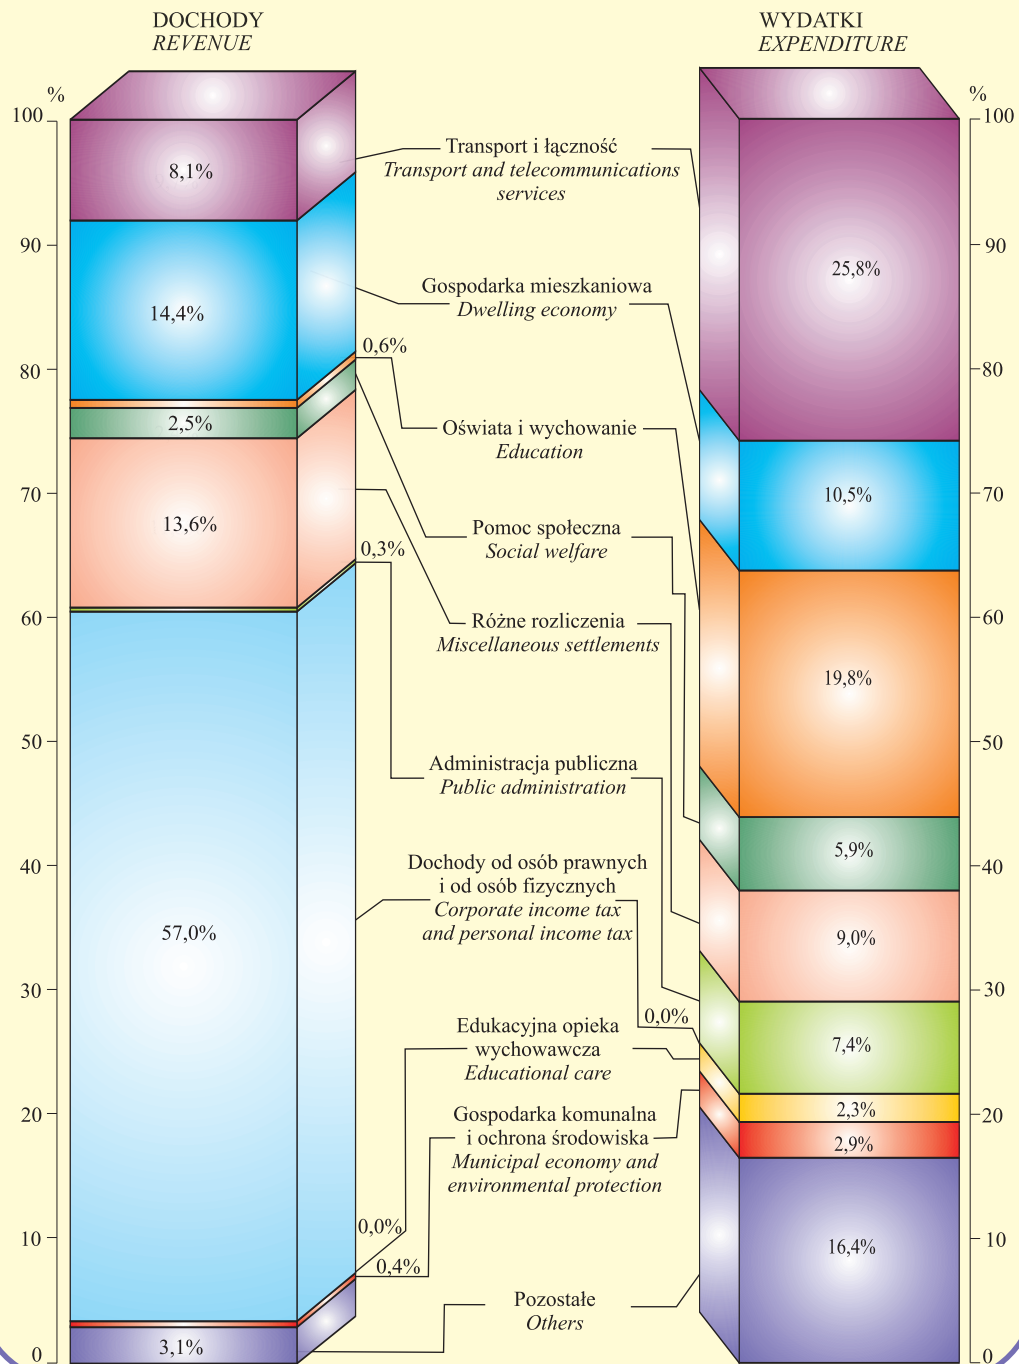 DOCHODY
REVENUE
WYDATKI
EXPENDITURE
%
100
90
80
70
60
50
40
30
20
10
0
8,1%
14,4%
0,6%
2,5%
13,6%
0,3%
57,0%
0,0%
0,4%
3,1%
Transport i łączność
Transport and telecommunications
services
Gospodarka mieszkaniowa
Dwelling economy
Oświata i wychowanie
Education
Pomoc społeczna
Social welfare
Różne rozliczenia
Miscellaneous settlements
Administracja publiczna
Public administration
Dochody od osób prawnych
i od osób fizycznych
Corporate income tax
and personal income tax
Edukacyjna opieka
wychowawcza
Educational care
Gospodarka komunalna
i ochrona środowiska
Municipal economy and
environmental protection
Pozostałe
Others
25,8%
10,5%
19,8%
5,9%
9,0%
7,4%
0,0%
2,3%
2,9%
16,4%
%
100
90
80
70
60
50
40
30
20
10
0